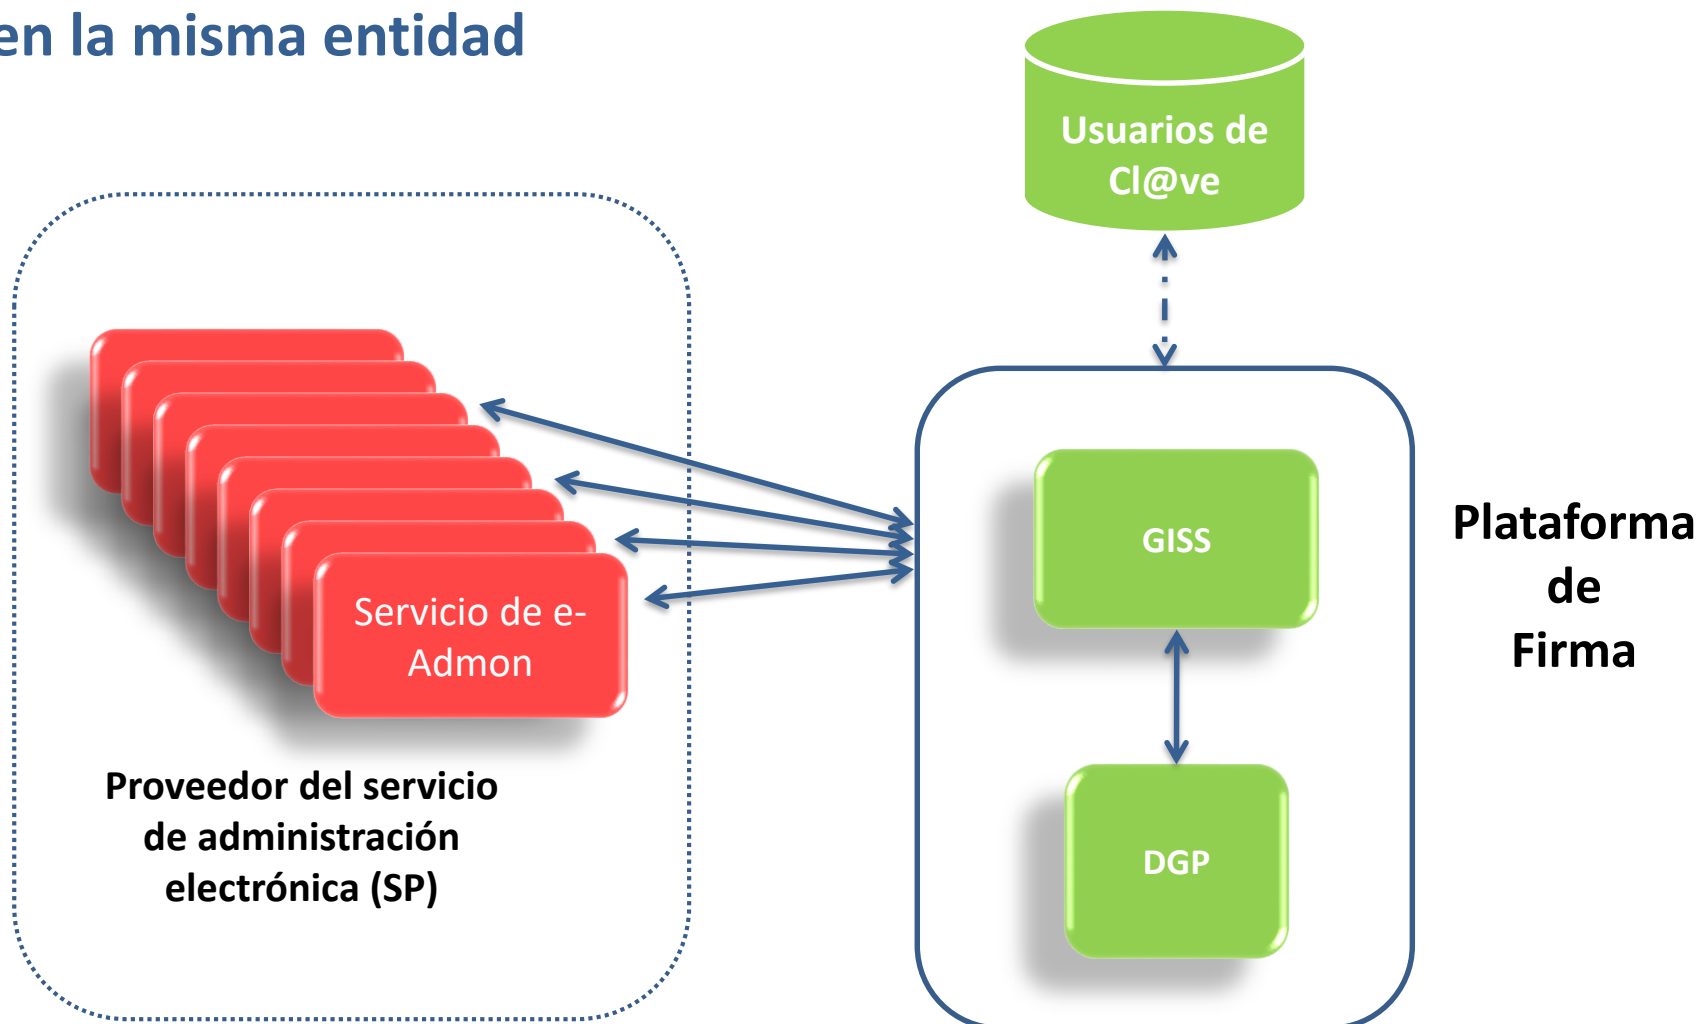 en la misma entidad
Usuarios de
Cl@ve
Servicio de e-
Admon
Proveedor del servicio
de administración
electrónica (SP)
GISS
DGP
Plataforma
de
Firma